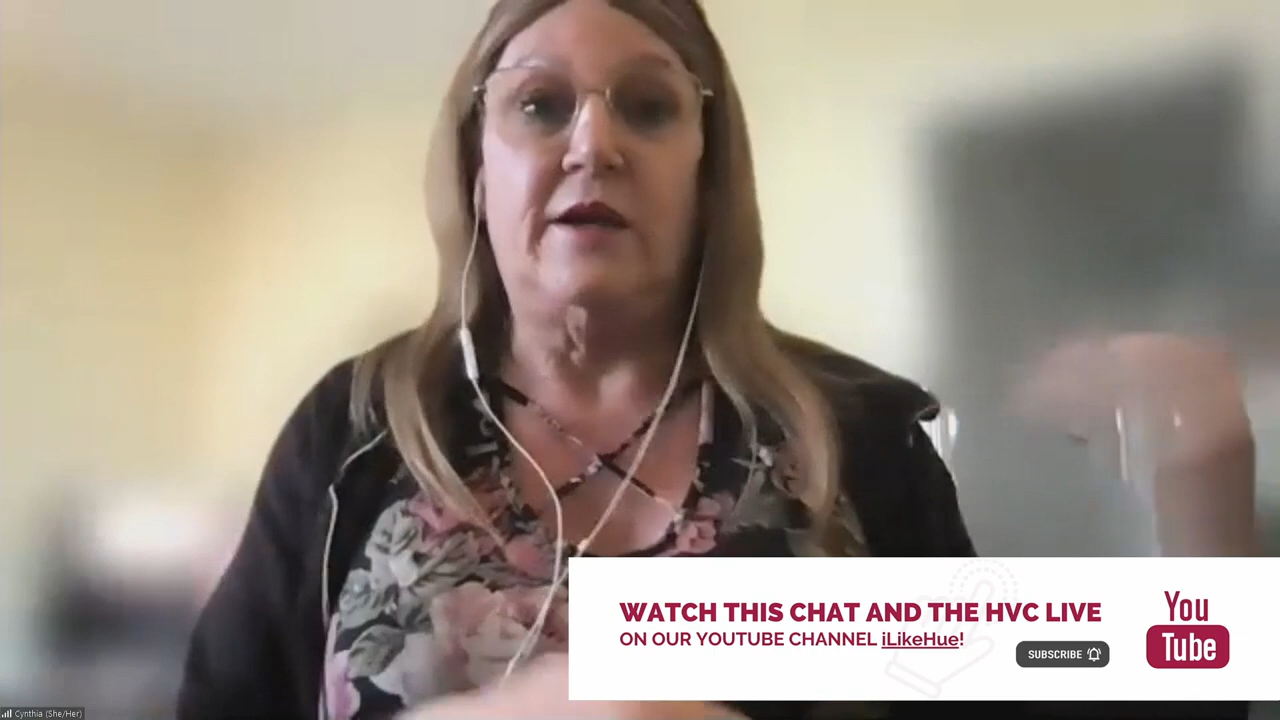 WATCH THIS CHAT AND THE HVC LIVE
ON OUR YOUTUBE CHANNEL iLikeHue!
SUBSCRIBE
You
Tube
Cynthia (She/Her)